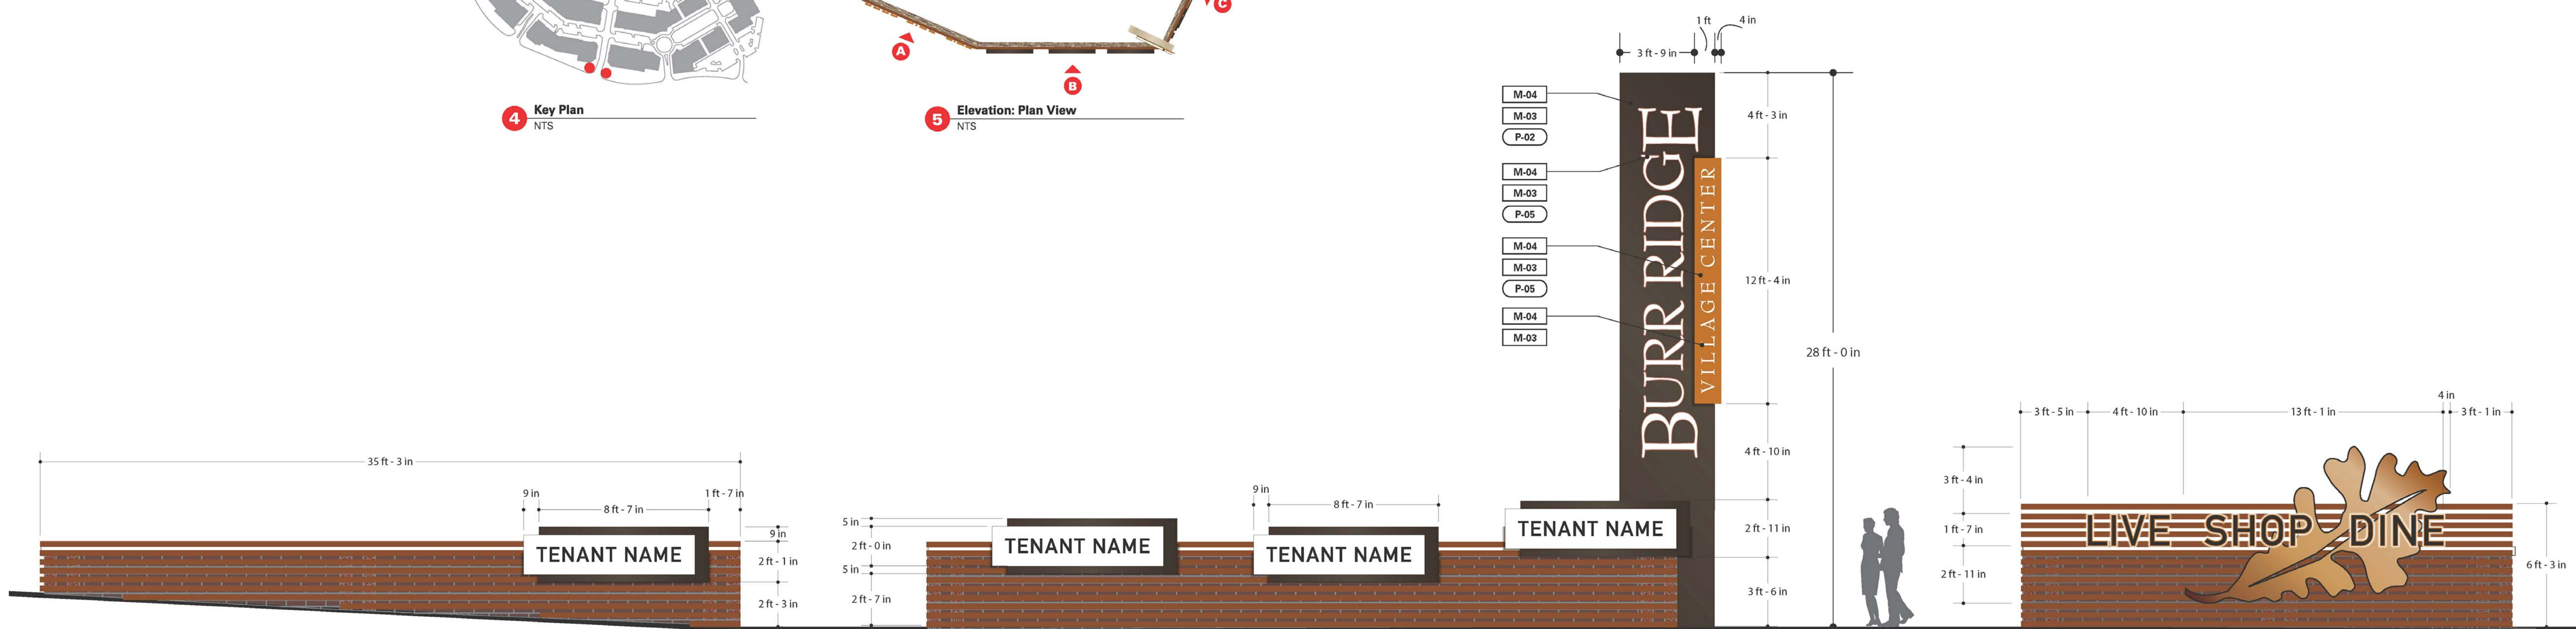 4 Key Plan
NTS
A
B
C
5 Elevation: Plan View
NTS
1 ft
4 in
3 ft - 9 in
M-04
M-03
P-02
M-04
M-03
P-05
M-04
M-03
P-05
M-04
M-03
BURR RIDGE
VILLAGE CENTER
4 ft - 3 in
12 ft - 4 in
28 ft - 0 in
4 ft - 10 in
2 ft - 11 in
3 ft - 6 in
35 ft - 3 in
9 in
1 ft - 7 in
8 ft - 7 in
TENANT NAME
9 in
2 ft - 1 in
2 ft - 3 in
5 in
2 ft - 0 in
5 in
2 ft - 7 in
TENANT NAME
9 in
8 ft - 7 in
TENANT NAME
TENANT NAME
4 in
3 ft - 5 in
4 ft - 10 in
13 ft - 1 in
3 ft - 1 in
3 ft - 4 in
1 ft - 7 in
2 ft - 11 in
LIVE SHOP DINE
6 ft - 3 in